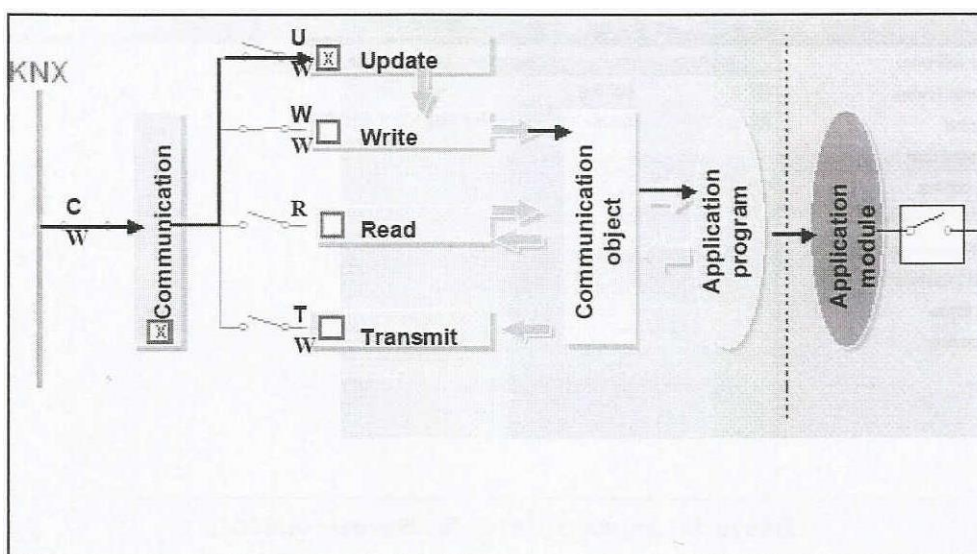 KNX
C
W
Communication
X
U
W
X
Update
W
W
Write
R
Read
T
W
Transmit
Communication
object
Application
program
Application
module